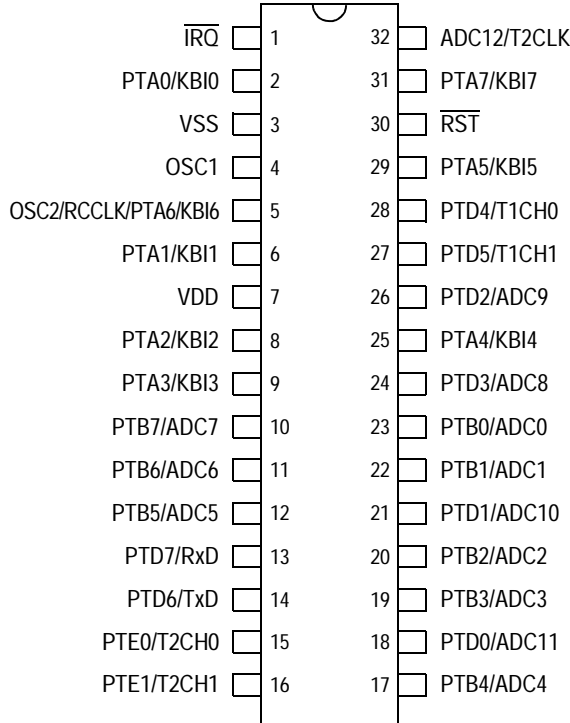 I̅R̅Q̅ 1 32 ADC12/T2CLK
PTA0/KBI0 2 31 PTA7/KBI7
VSS 3 30 R̅S̅T̅
OSC1 4 29 PTA5/KBI5
OSC2/RCCLK/PTA6/KBI6 5 28 PTD4/T1CH0
PTA1/KBI1 6 27 PTD5/T1CH1
VDD 7 26 PTD2/ADC9
PTA2/KBI2 8 25 PTA4/KBI4
PTA3/KBI3 9 24 PTD3/ADC8
PTB7/ADC7 10 23 PTB0/ADC0
PTB6/ADC6 11 22 PTB1/ADC1
PTB5/ADC5 12 21 PTD1/ADC10
PTD7/RxD 13 20 PTB2/ADC2
PTD6/TxD 14 19 PTB3/ADC3
PTE0/T2CH0 15 18 PTD0/ADC11
PTE1/T2CH1 16 17 PTB4/ADC4